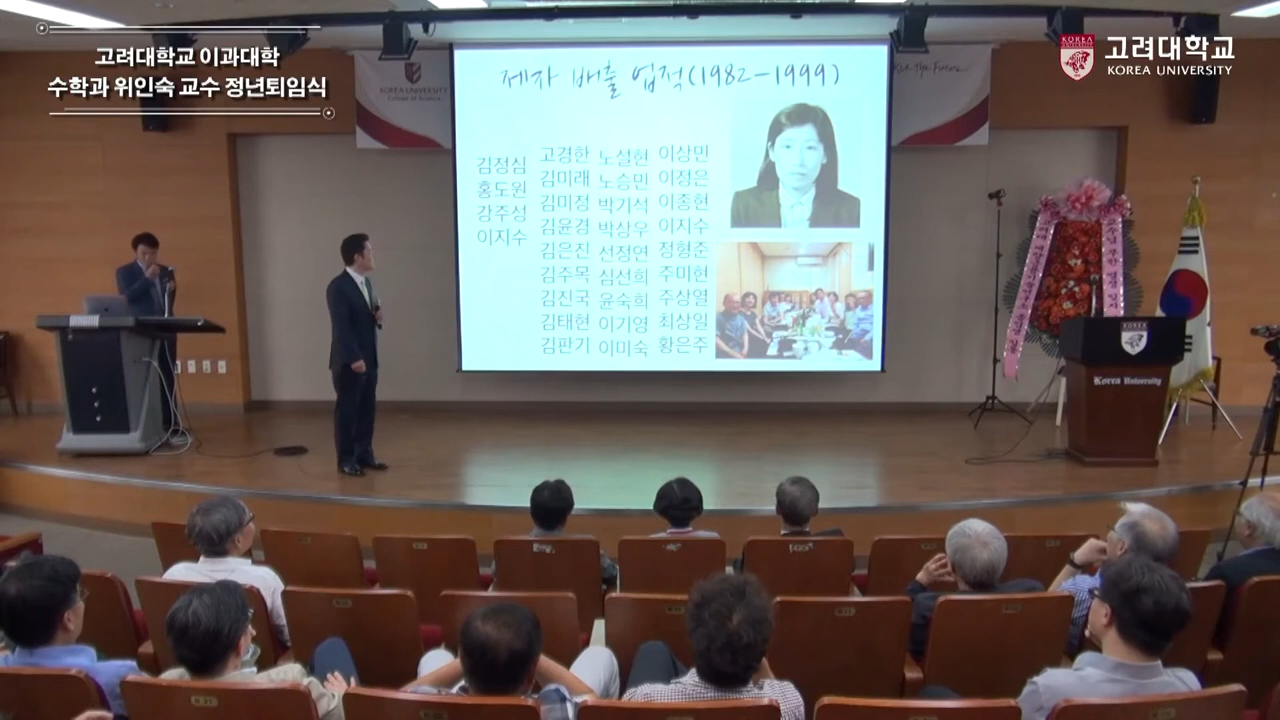 고려대학교 이과대학
수학과 위인숙 교수 정년퇴임식
KOREA UNIVERSITY
고려대학교
KOREA UNIVERSITY
KOREA UNIVERSITY
College of Science
제자 배출 업적(1982-1999)
김정심
홍도원
강주성
이지수
고경한 노설현 이상민
김미래 노승민 이정은
김미정 박기석 이종현
김윤경 박상우 이지수
김은진 선정연 정형준
김주목 심선희 주미현
김진국 윤숙희 주상열
김태현 이기영 최상일
김판기 이미숙 황은주
KOREA
Korea University